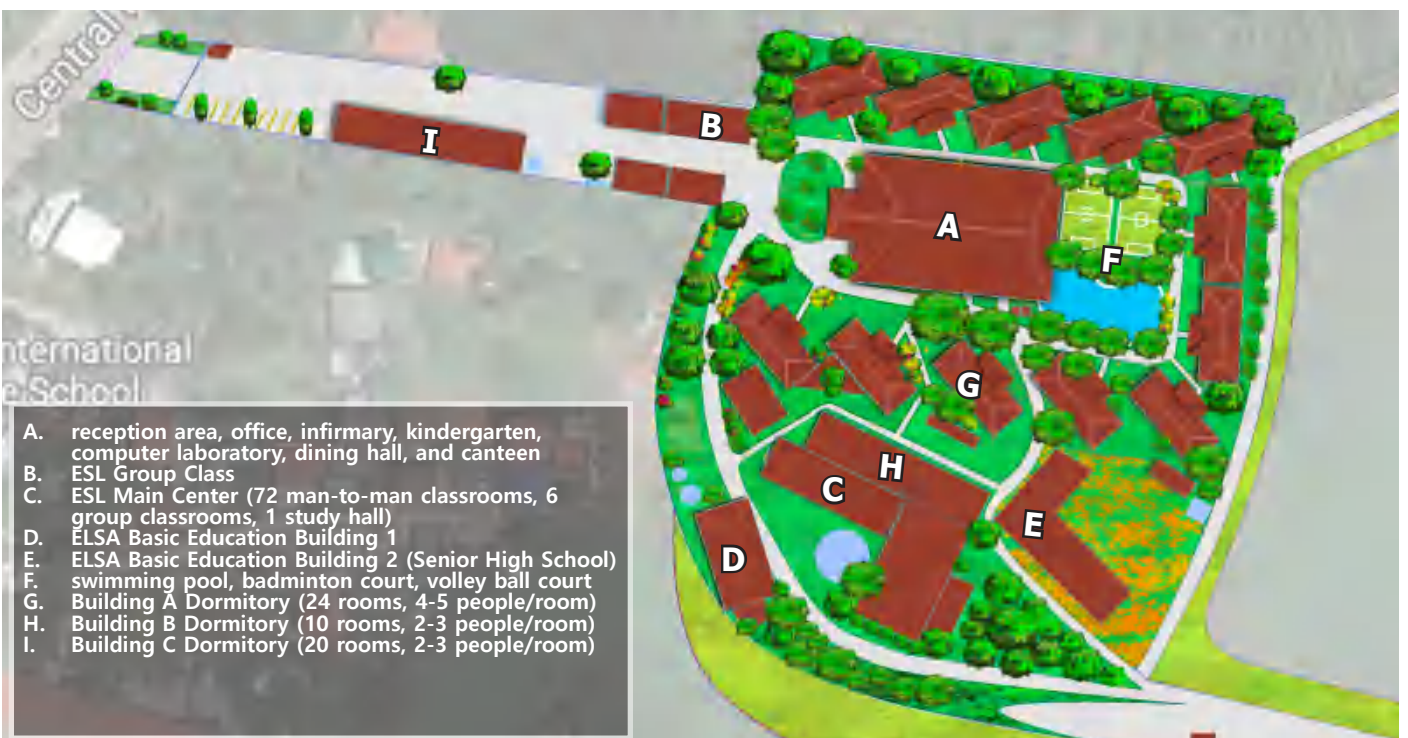 Central
I
B
A
F
nternational
e School
G
H
C
E
D
A. reception area, office, infirmary, kindergarten,
computer laboratory, dining hall, and canteen
B. ESL Group Class
C. ESL Main Center (72 man-to-man classrooms, 6
group classrooms, 1 study hall)
D. ELSA Basic Education Building 1
E. ELSA Basic Education Building 2 (Senior High School)
F. swimming pool, badminton court, volley ball court
G. Building A Dormitory (24 rooms, 4-5 people/room)
H. Building B Dormitory (10 rooms, 2-3 people/room)
I. Building C Dormitory (20 rooms, 2-3 people/room)